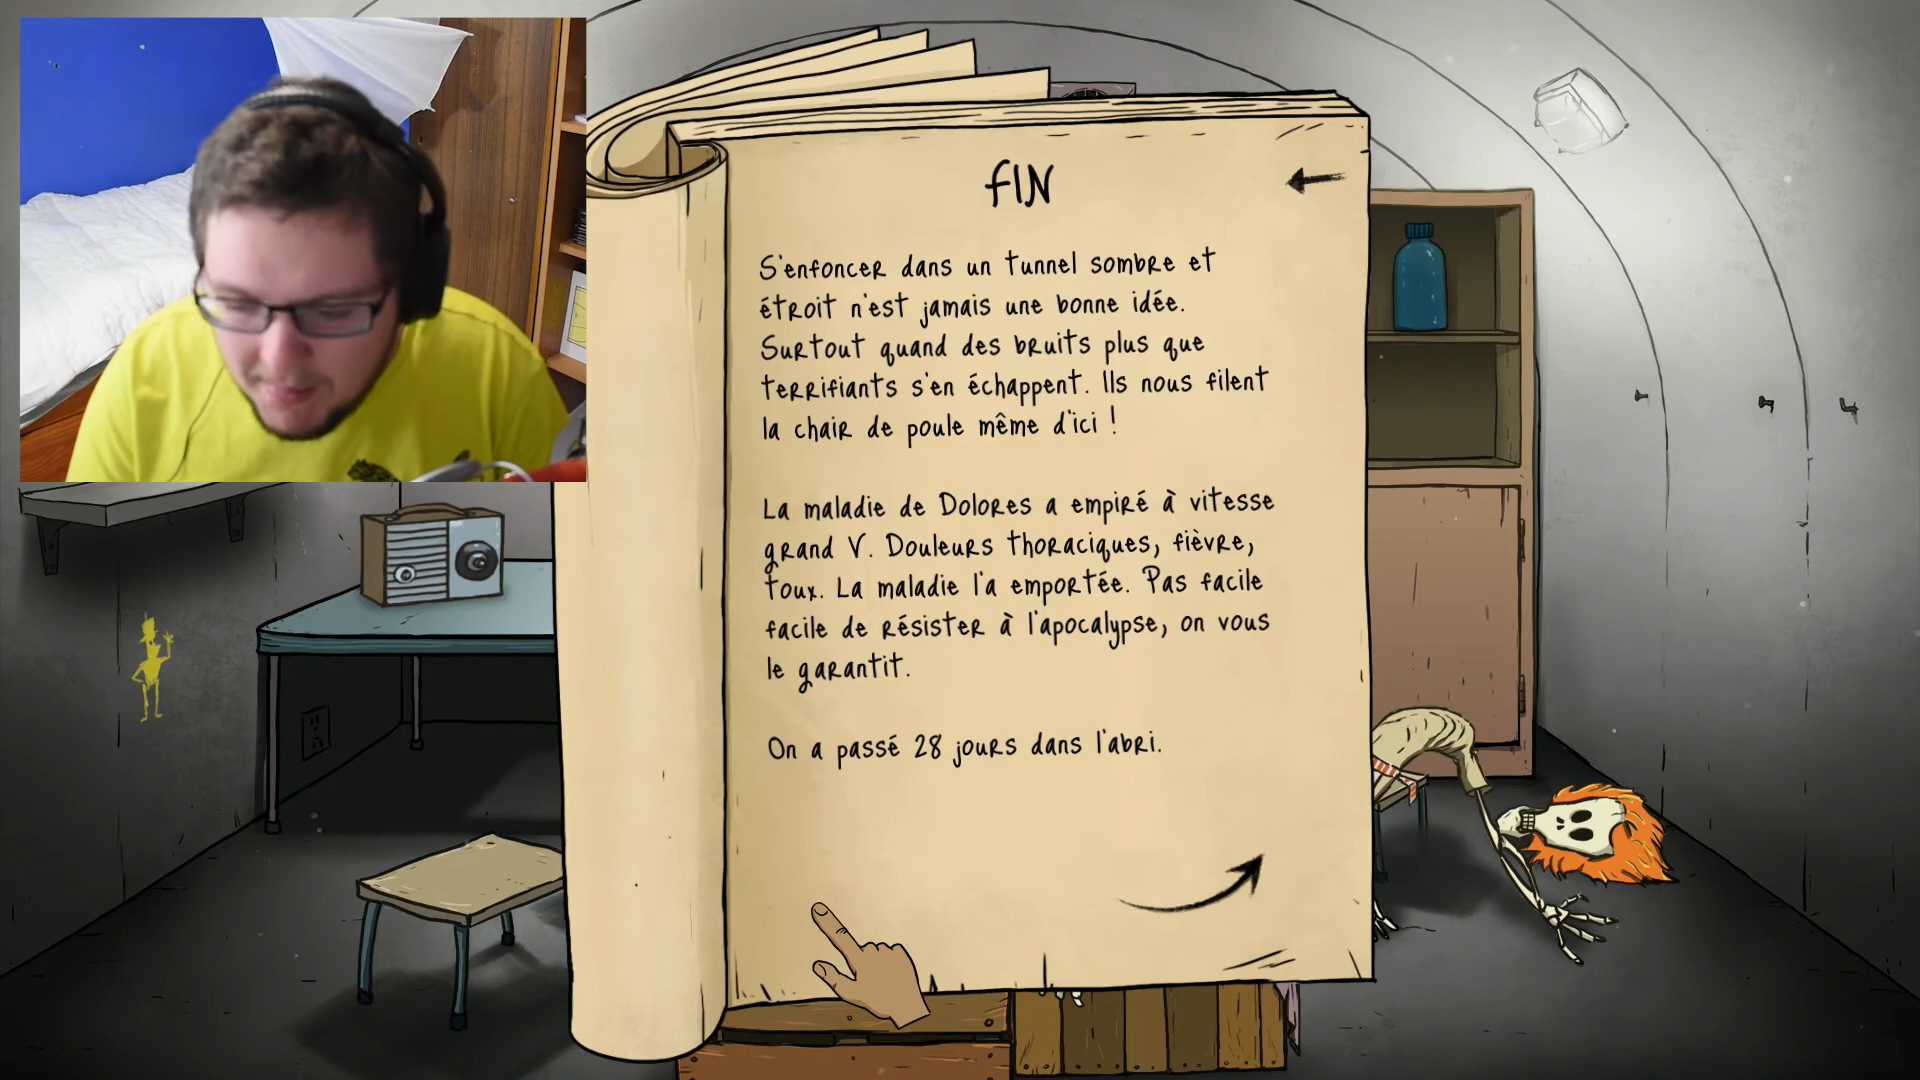 FIN
S'enfoncer dans un tunnel sombre et
étroit n'est jamais une bonne idée.
Surtout quand des bruits plus que
terrifiants s'en échappent. Ils nous filent
la chair de poule même d'ici !
La maladie de Dolores a empiré à vitesse
grand V. Douleurs thoraciques, fièvre,
toux. La maladie l'a emportée. Pas facile
facile de résister à l'apocalypse, on vous
le garantit.
On a passé 28 jours dans l'abri.